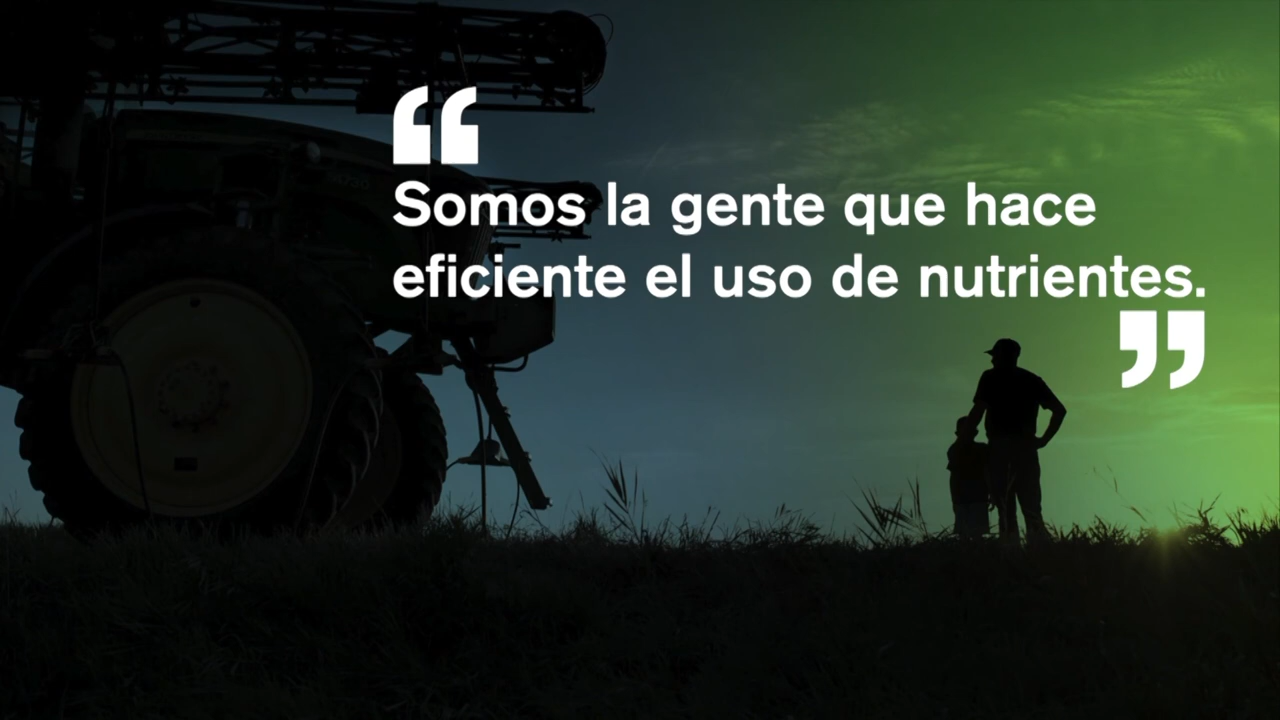 “
Somos la gente que hace
eficiente el uso de nutrientes.
”